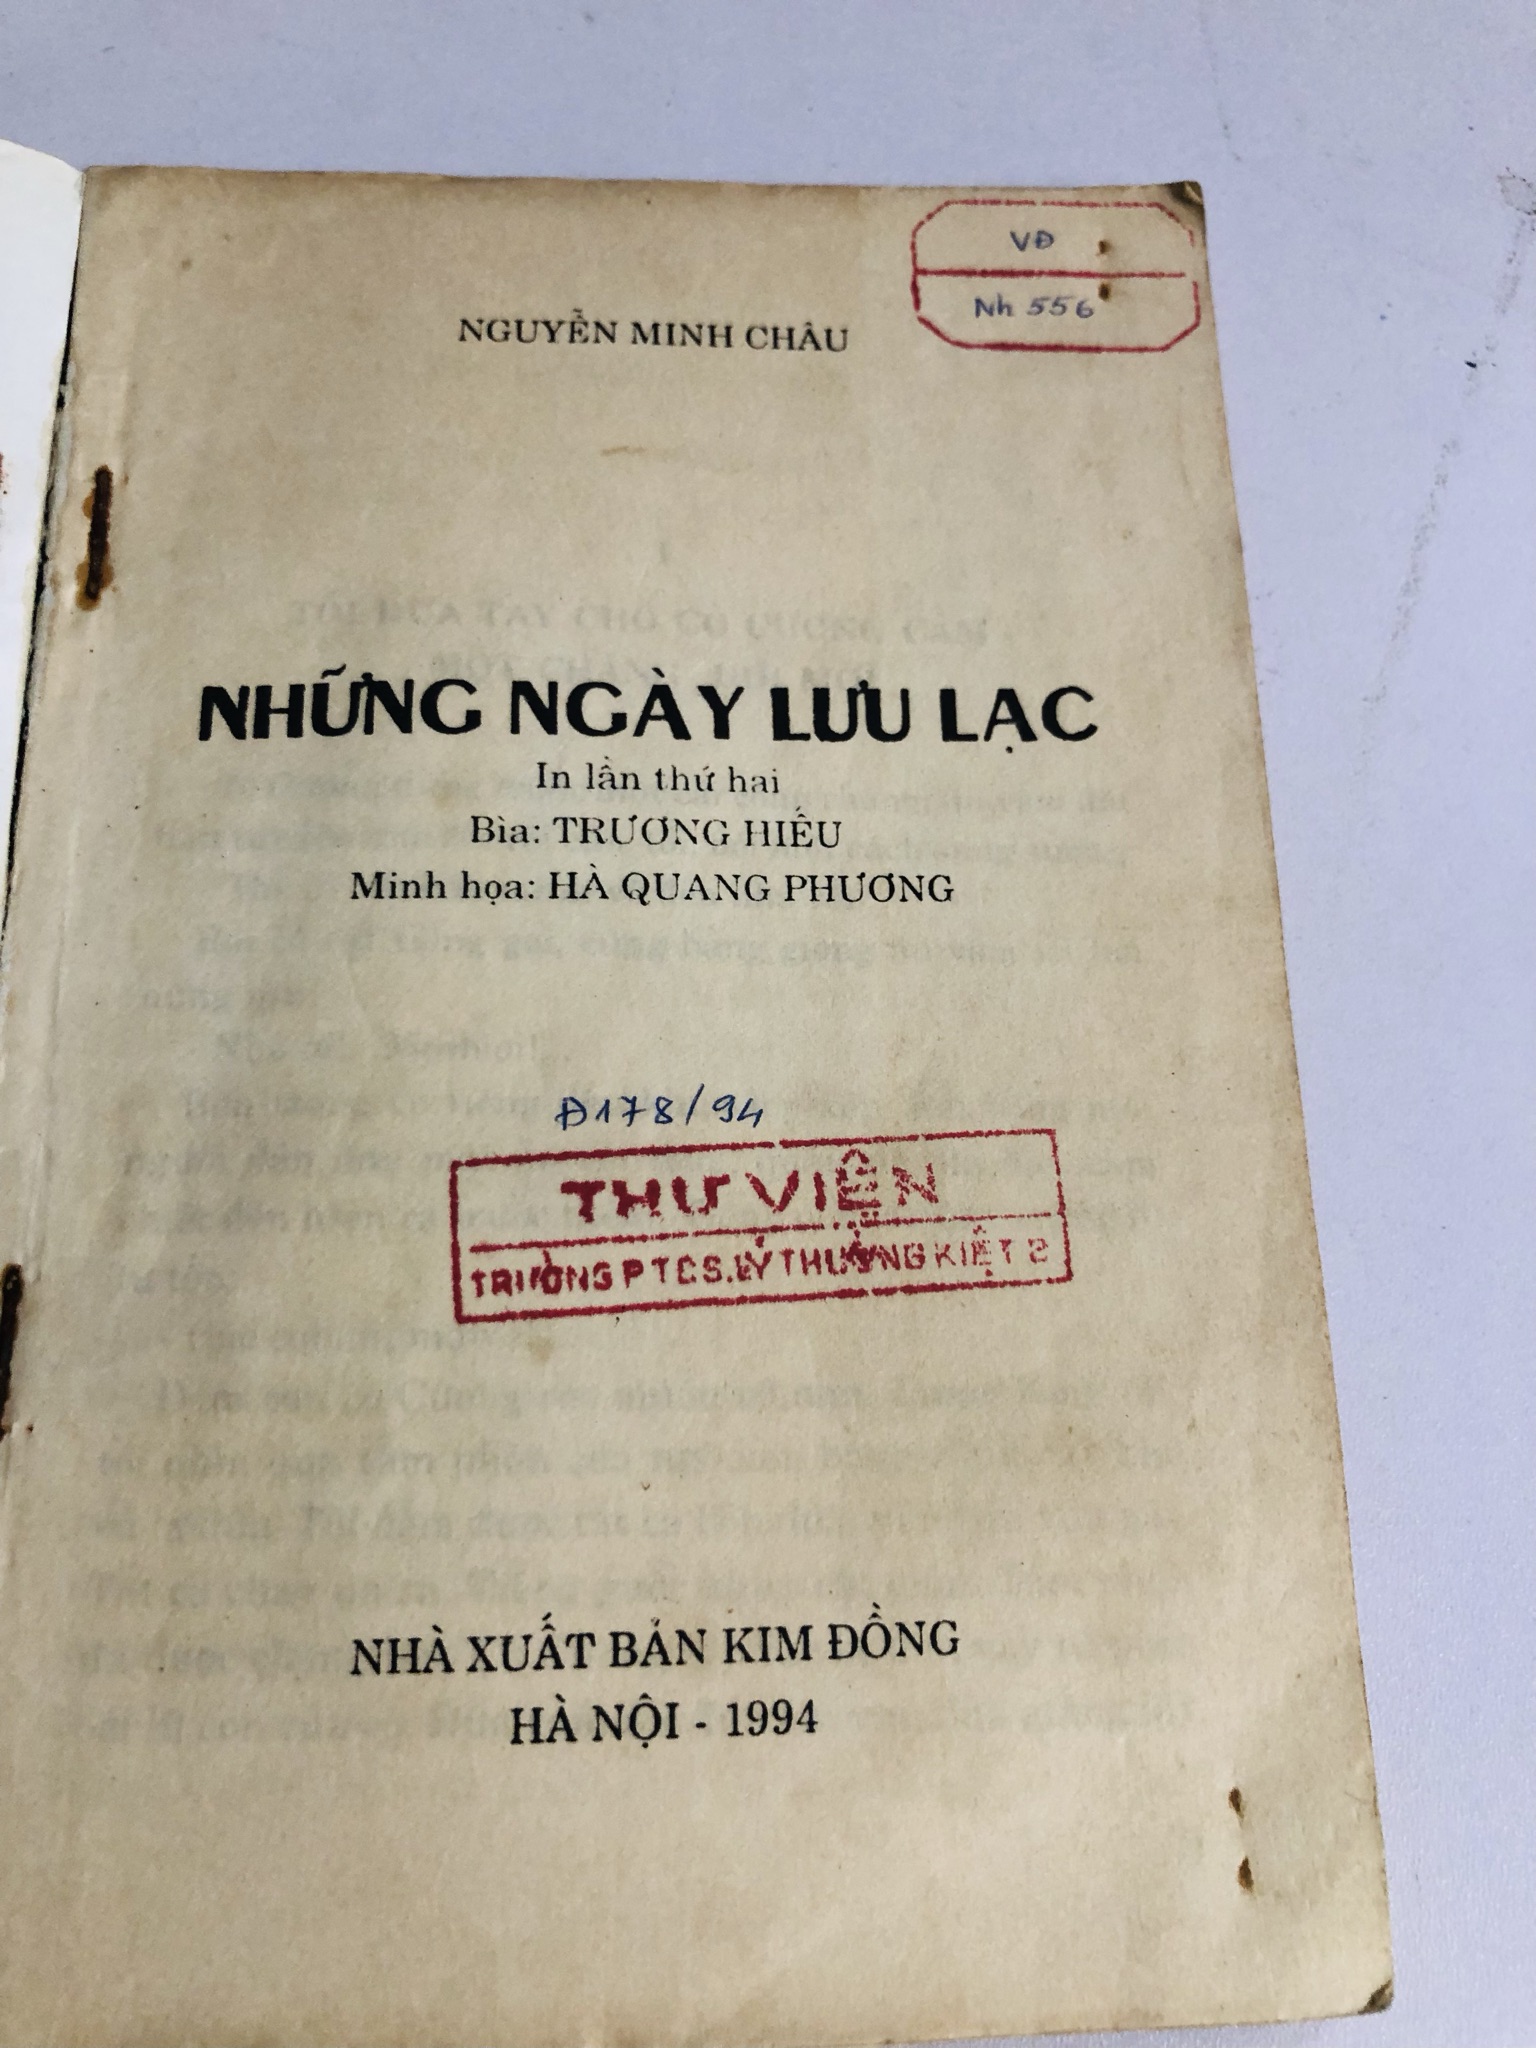 VĐ
Nh 556
NGUYỄN MINH CHÂU
NHỮNG NGÀY LƯU LẠC
In lần thứ hai
Bìa: TRƯƠNG HIẾU
Minh họa: HÀ QUANG PHƯƠNG
Đ178/94
THƯ VIỆN
TRƯỜNG PTCS.LÝ THƯỜNG KIỆT 2
NHÀ XUẤT BẢN KIM ĐỒNG
HÀ NỘI - 1994